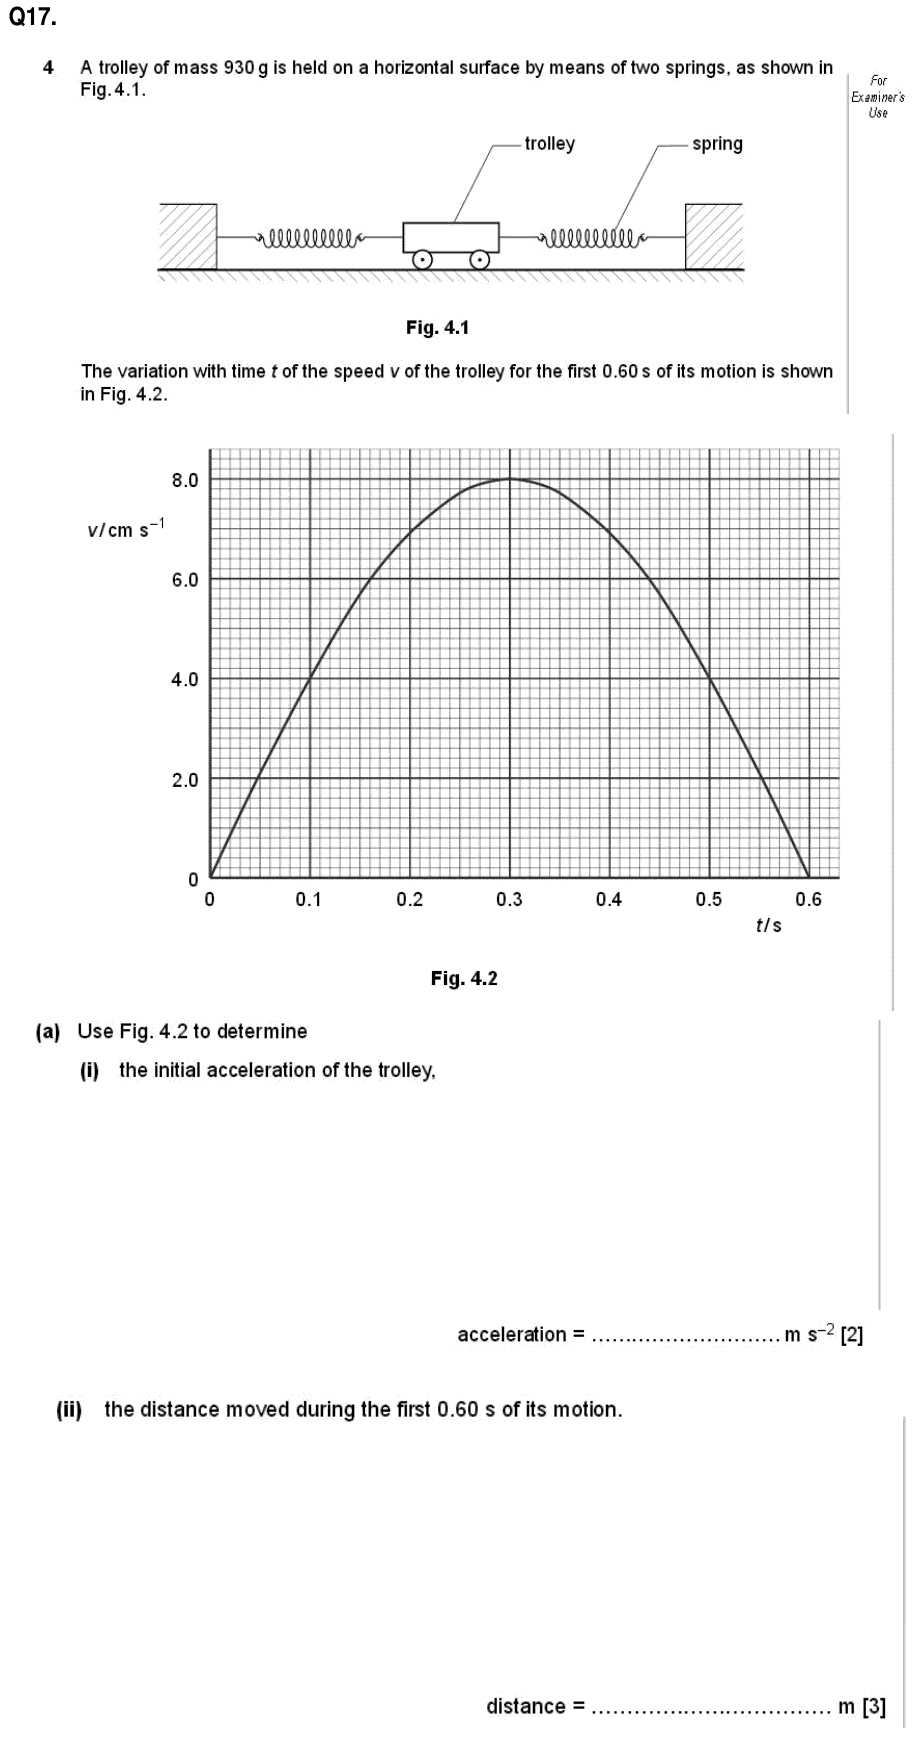 Q17.
4 A trolley of mass 930 g is held on a horizontal surface by means of two springs, as shown in
Fig. 4.1.
For
Examiner's
Use
trolley
spring
Fig. 4.1
The variation with time t of the speed v of the trolley for the first 0.60 s of its motion is shown
in Fig. 4.2.
8.0
v/cm s⁻¹
6.0
4.0
2.0
0
0 0.1 0.2 0.3 0.4 0.5 0.6
t/s
Fig. 4.2
(a) Use Fig. 4.2 to determine
(i) the initial acceleration of the trolley,
acceleration = ............................ m s⁻² [2]
(ii) the distance moved during the first 0.60 s of its motion.
distance = .................................. m [3]